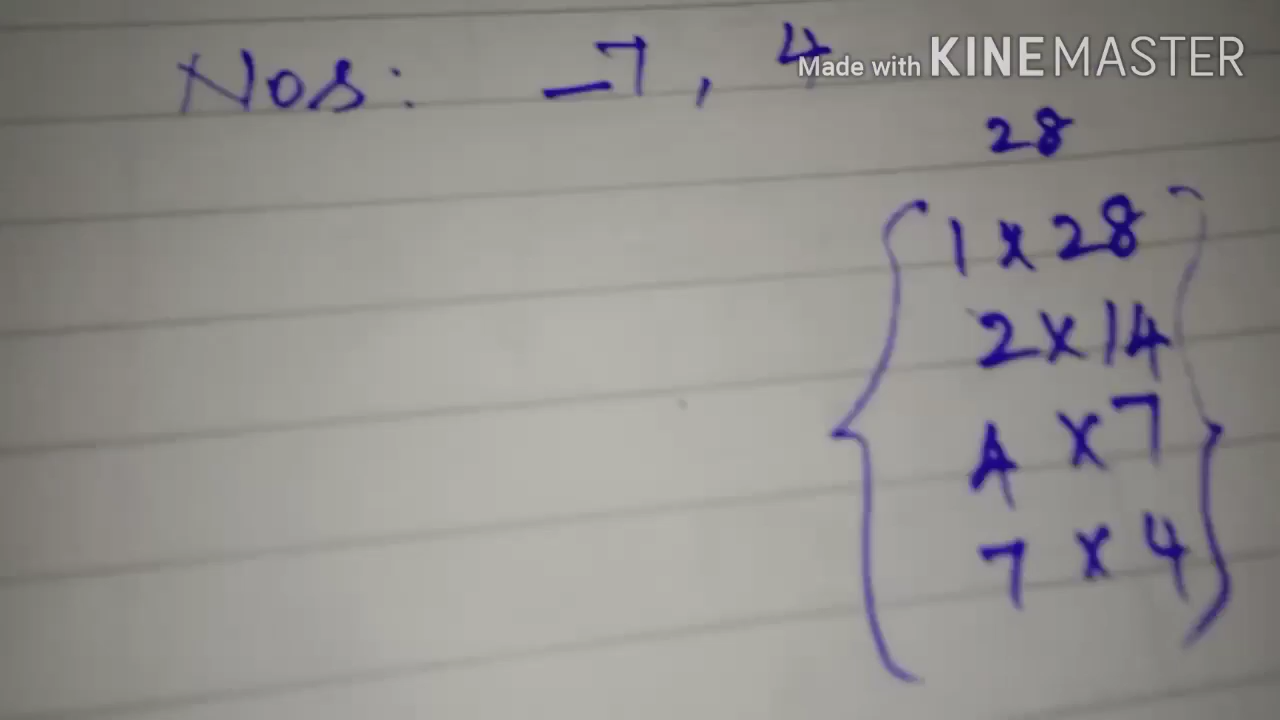 Nos: -7, 4
Made with KINEMASTER
28
1 x 28
2 x 14
4 x 7
7 x 4